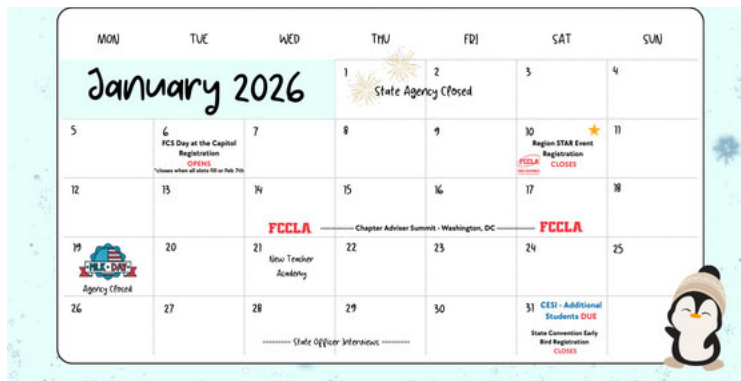 MON TUE WED THU FRI SAT SUN
January 2026
1 2 3 4
State Agency Closed
5 6 7 8 9 10 11
FCS Day at the Capitol
Registration
OPENS
*closes when all slots fill or Feb 7th
Region STAR Event
Registration
CLOSES
FCCLA
12 13 14 15 16 17 18
FCCLA ---------- Chapter Adviser Summit - Washington, DC ---------- FCCLA
19 20 21 22 23 24 25
MLK DAY
Agency Closed
New Teacher
Academy
26 27 28 29 30 31
CESI - Additional
Students DUE
State Convention Early
Bird Registration
CLOSES
---------- State Officer Interviews ----------